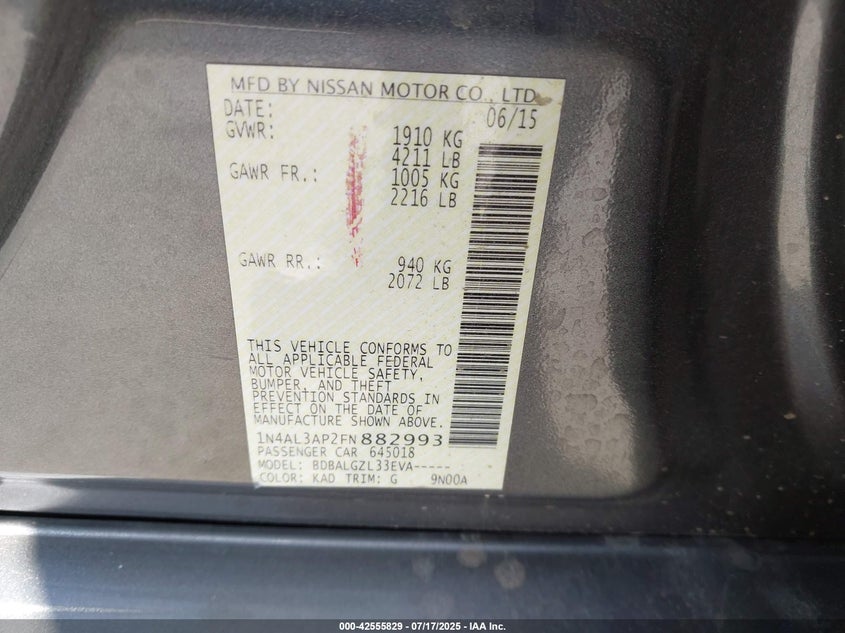 MFD BY NISSAN MOTOR CO., LTD.
DATE: 06/15
GVWR: 1910 KG
4211 LB
GAWR FR.: 1005 KG
2216 LB
GAWR RR.: 940 KG
2072 LB
THIS VEHICLE CONFORMS TO
ALL APPLICABLE FEDERAL
MOTOR VEHICLE SAFETY,
BUMPER, AND THEFT
PREVENTION STANDARDS IN
EFFECT ON THE DATE OF
MANUFACTURE SHOWN ABOVE.
1N4AL3AP2FN882993
PASSENGER CAR 645018
MODEL: BDBALGZL33EVA-----
COLOR: KAD TRIM: G 9N00A
000-42555829 / 07/17/2025 - IAA Inc.